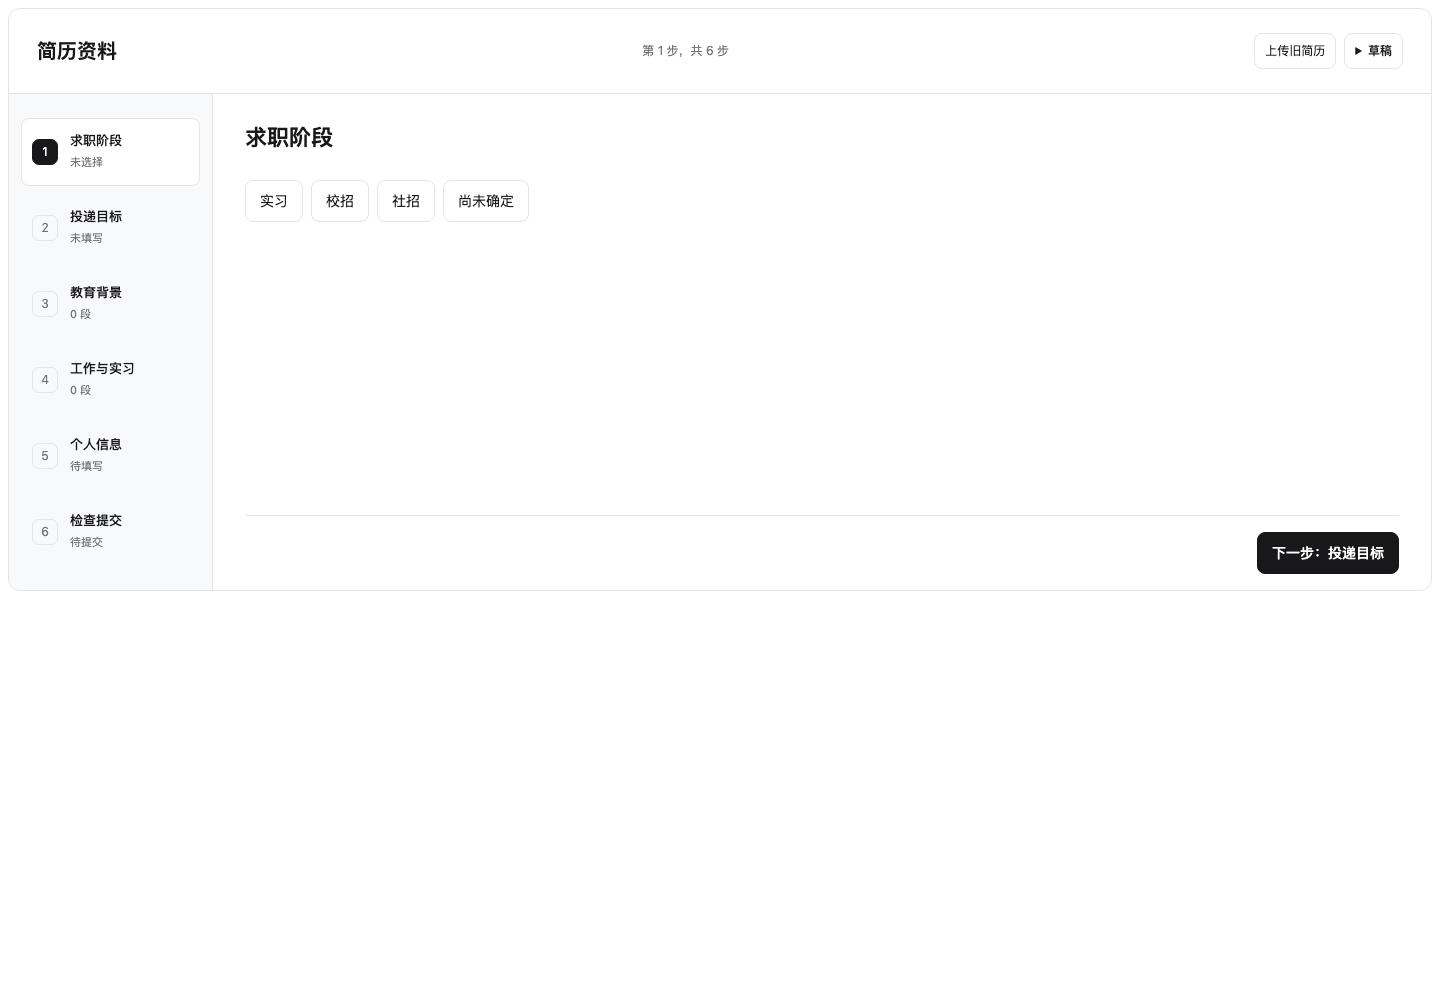 简历资料
第 1 步，共 6 步
上传旧简历
▶ 草稿
1
求职阶段
未选择
2
投递目标
未填写
3
教育背景
0 段
4
工作与实习
0 段
5
个人信息
待填写
6
检查提交
待提交
求职阶段
实习
校招
社招
尚未确定
下一步：投递目标